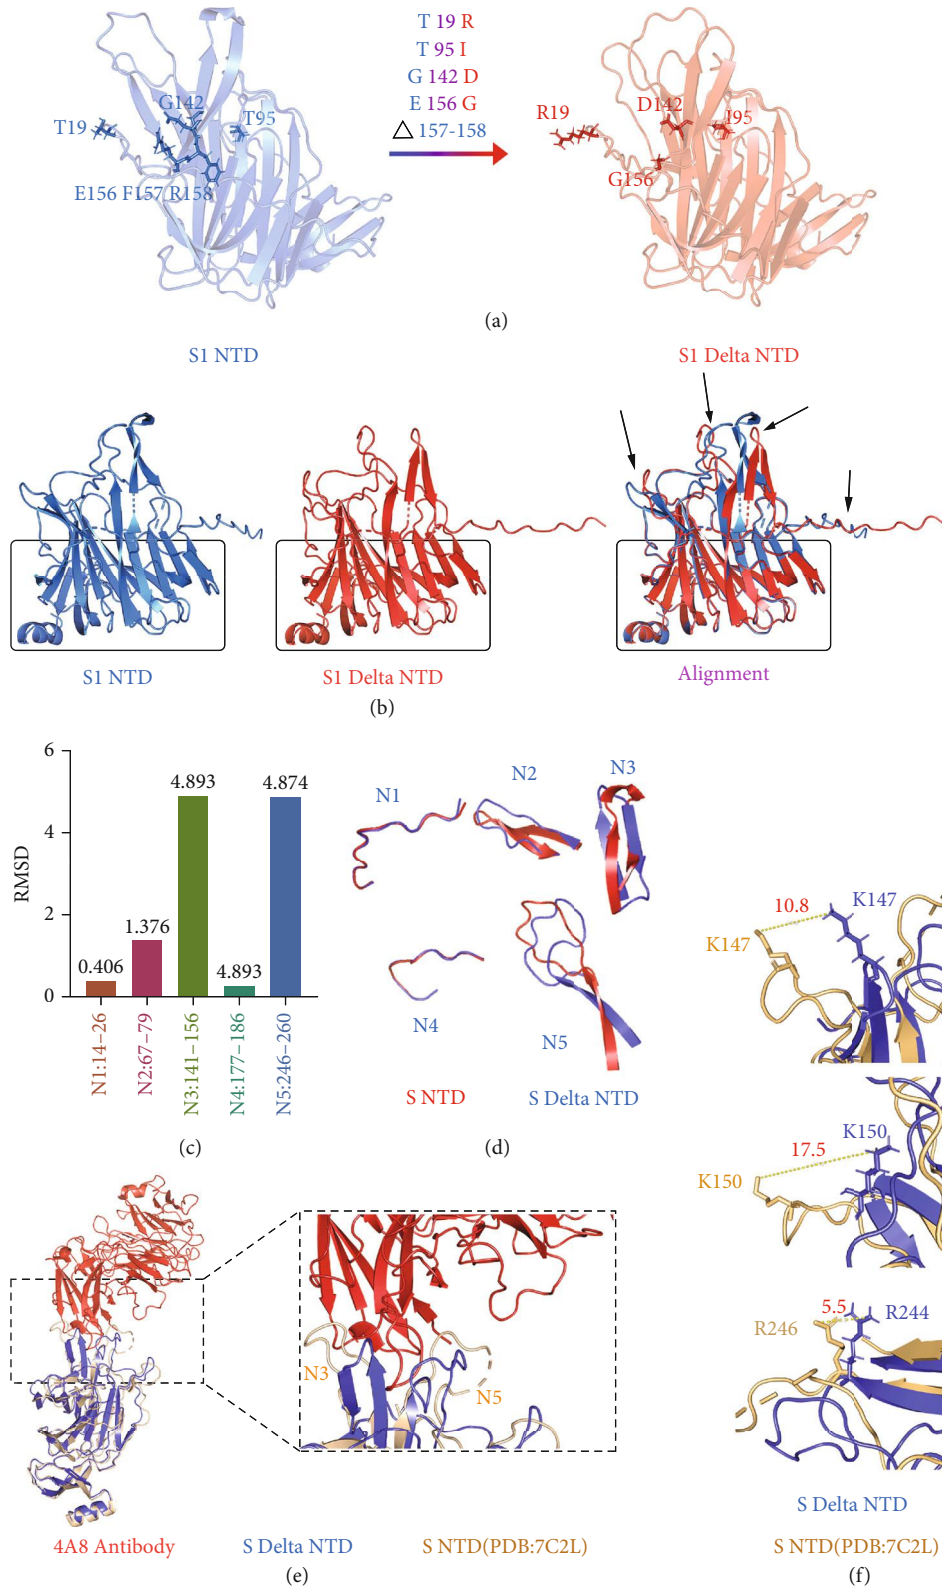 T 19 R
T 95 I
G 142 D
E 156 G
△ 157-158
T19
G142
T95
E156 F157 R158
R19
D142
I95
G156
(a)
S1 NTD
S1 Delta NTD
S1 NTD
S1 Delta NTD
Alignment
(b)
RMSD
6
4
2
0
0.406
1.376
4.893
4.893
4.874
N1:14–26
N2:67–79
N3:141–156
N4:177–186
N5:246–260
(c)
N1
N2
N3
N4
N5
S NTD
S Delta NTD
(d)
N3
N5
4A8 Antibody
S Delta NTD
S NTD(PDB:7C2L)
(e)
10.8
K147
K147
17.5
K150
K150
5.5
R246
R244
S Delta NTD
S NTD(PDB:7C2L)
(f)